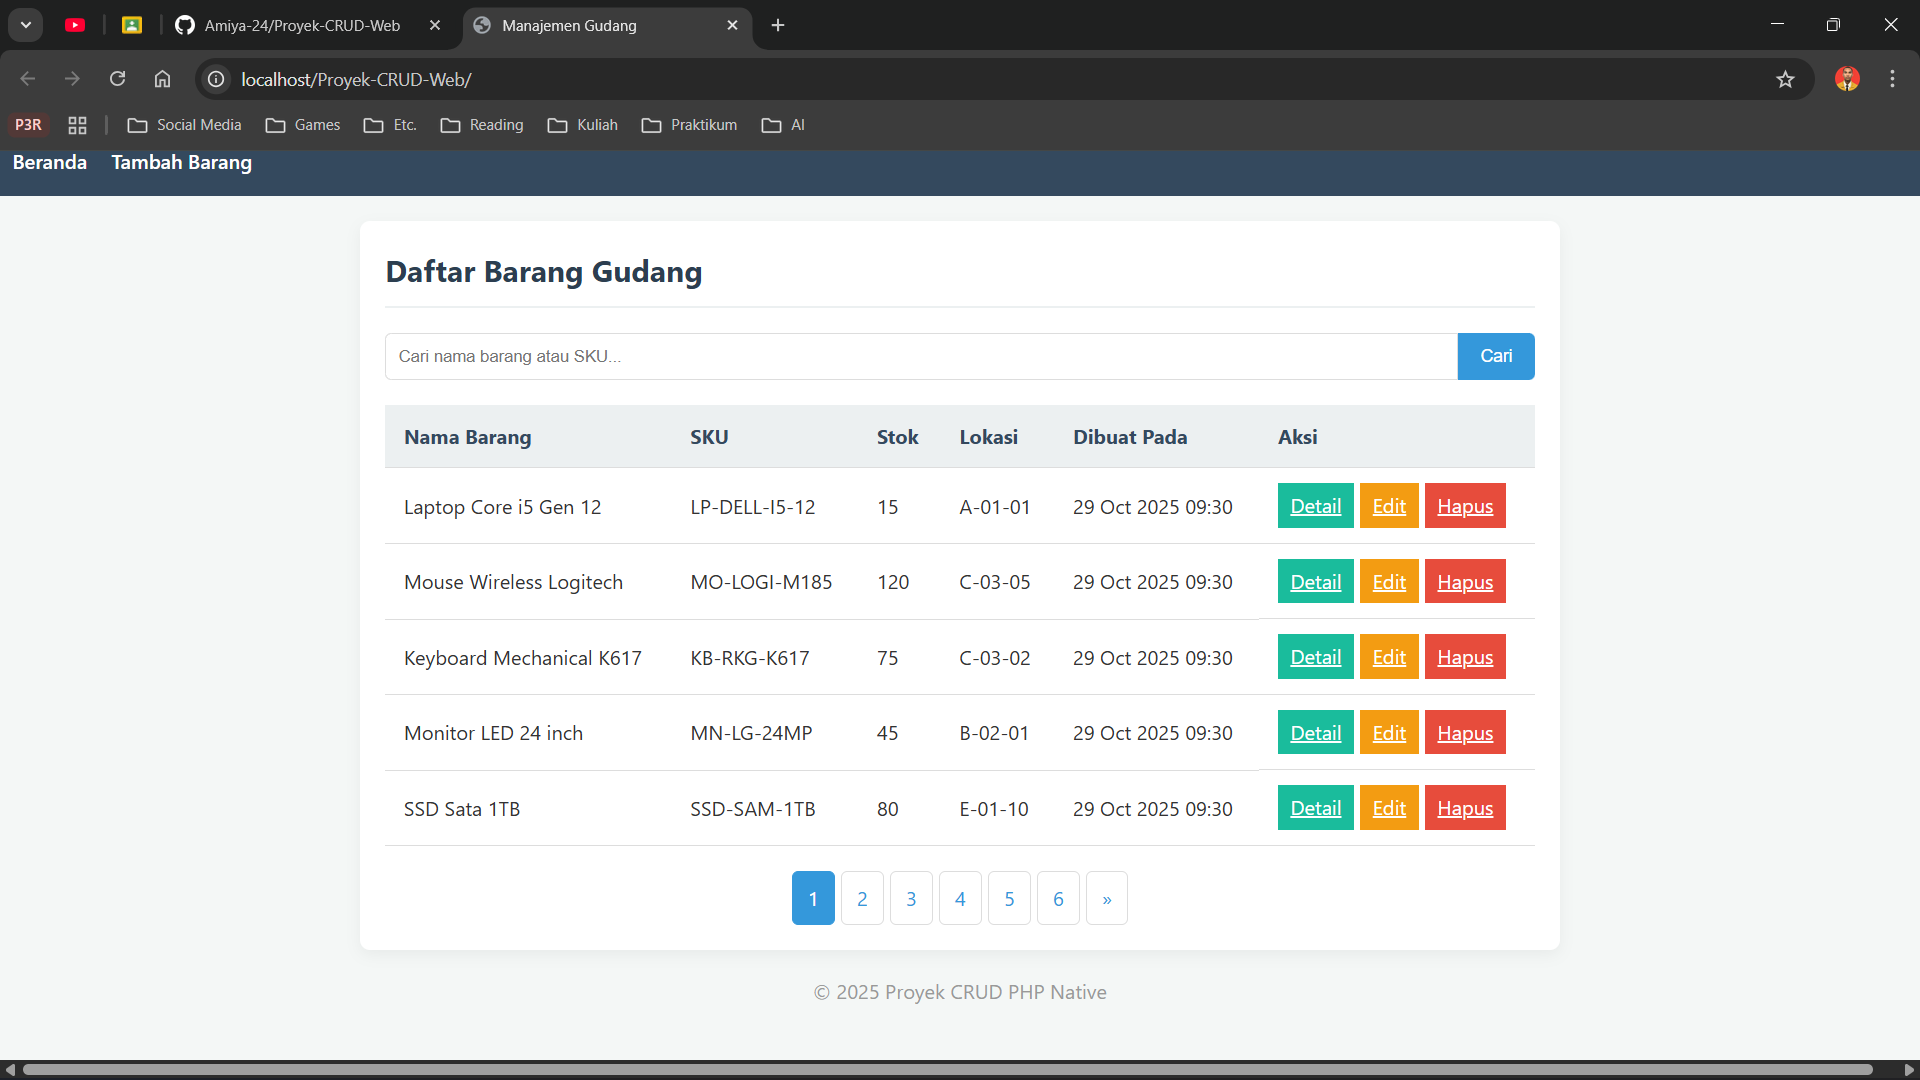 Amiya-24/Proyek-CRUD-Web
Manajemen Gudang
localhost/Proyek-CRUD-Web/
P3R
Social Media
Games
Etc.
Reading
Kuliah
Praktikum
AI
Beranda Tambah Barang
Daftar Barang Gudang
Cari nama barang atau SKU... Cari
Nama Barang SKU Stok Lokasi Dibuat Pada Aksi
Laptop Core i5 Gen 12 LP-DELL-I5-12 15 A-01-01 29 Oct 2025 09:30 Detail Edit Hapus
Mouse Wireless Logitech MO-LOGI-M185 120 C-03-05 29 Oct 2025 09:30 Detail Edit Hapus
Keyboard Mechanical K617 KB-RKG-K617 75 C-03-02 29 Oct 2025 09:30 Detail Edit Hapus
Monitor LED 24 inch MN-LG-24MP 45 B-02-01 29 Oct 2025 09:30 Detail Edit Hapus
SSD Sata 1TB SSD-SAM-1TB 80 E-01-10 29 Oct 2025 09:30 Detail Edit Hapus
1 2 3 4 5 6 »
© 2025 Proyek CRUD PHP Native